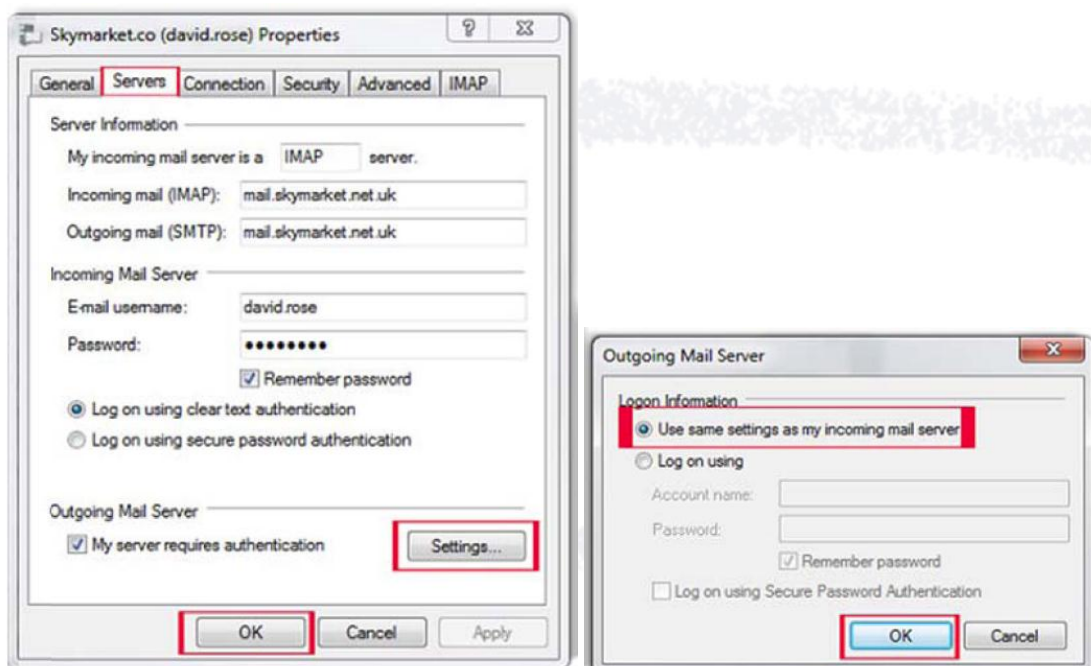 Skymarket.co (david.rose) Properties
General Servers Connection Security Advanced IMAP
Server Information
My incoming mail server is a IMAP server.
Incoming mail (IMAP): mail.skymarket.net.uk
Outgoing mail (SMTP): mail.skymarket.net.uk
Incoming Mail Server
E-mail username: david.rose
Password: ●●●●●●●●
Remember password
Log on using clear text authentication
Log on using secure password authentication
Outgoing Mail Server
My server requires authentication Settings...
OK Cancel Apply
Outgoing Mail Server
Logon Information
Use same settings as my incoming mail server
Log on using
Account name:
Password:
Remember password
Log on using Secure Password Authentication
OK Cancel